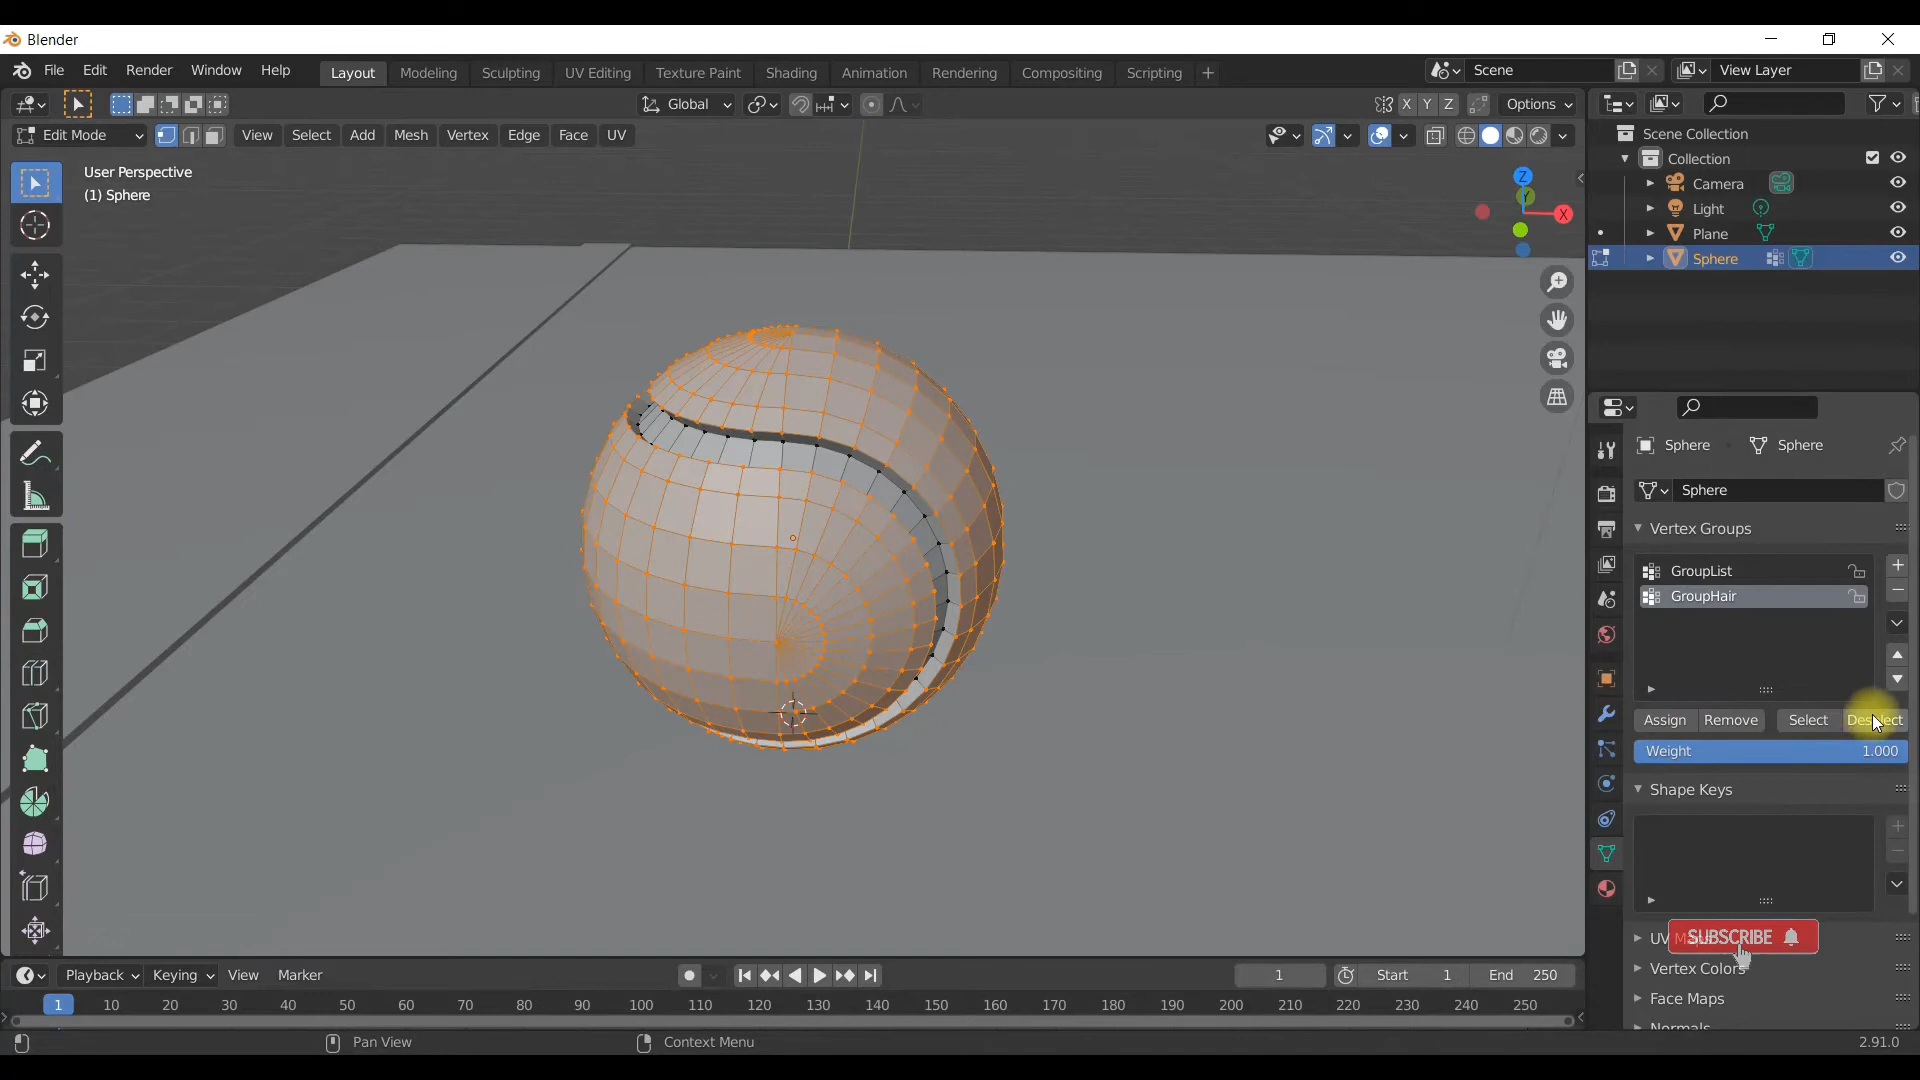 Blender
File Edit Render Window Help
Layout Modeling Sculpting UV Editing Texture Paint Shading Animation Rendering Compositing Scripting +
Scene
View Layer
Global
X Y Z
Options
Edit Mode
View Select Add Mesh Vertex Edge Face UV
User Perspective
(1) Sphere
Z
Y
X
Scene Collection
Collection
Camera
Light
Plane
Sphere
Sphere Sphere
Sphere
Vertex Groups
GroupList
GroupHair
Assign Remove Select Deselect
Weight 1.000
Shape Keys
SUBSCRIBE
UV Maps
Vertex Colors
Face Maps
Normals
Playback Keying View Marker
1 Start 1 End 250
1 10 20 30 40 50 60 70 80 90 100 110 120 130 140 150 160 170 180 190 200 210 220 230 240 250
Pan View
Context Menu
2.91.0